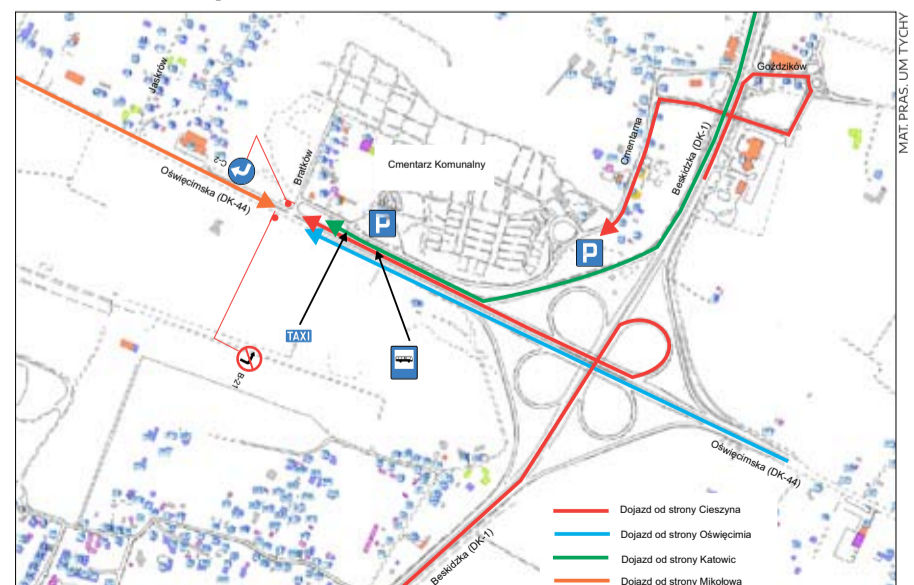 MAT. PRAS. UM TYCHY
Goździków
Jaskrów
Cmentarna
Beskidzka (DK-1)
Bratków
Cmentarz Komunalny
C-2
Oświęcimska (DK-44)
P
P
TAXI
B-21
Oświęcimska (DK-44)
Beskidzka (DK-1)
Dojazd od strony Cieszyna
Dojazd od strony Oświęcimia
Dojazd od strony Katowic
Dojazd od strony Mikołowa